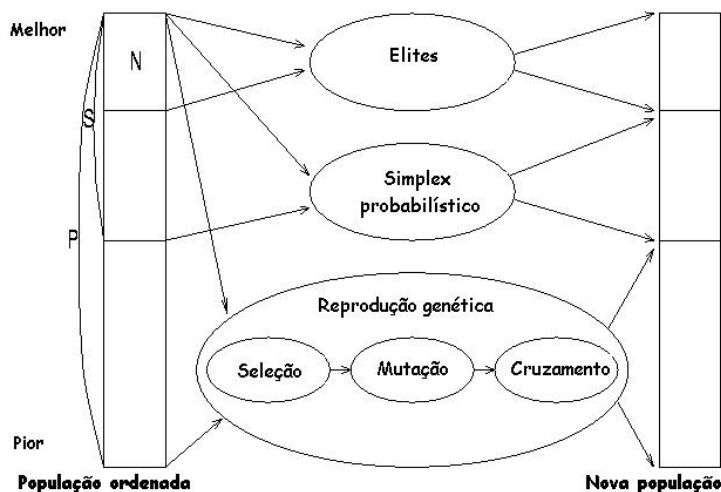 Melhor
N
S
P
Elites
Simplex
probabilístico
Reprodução genética
Seleção
Mutação
Cruzamento
Pior
População ordenada
Nova população